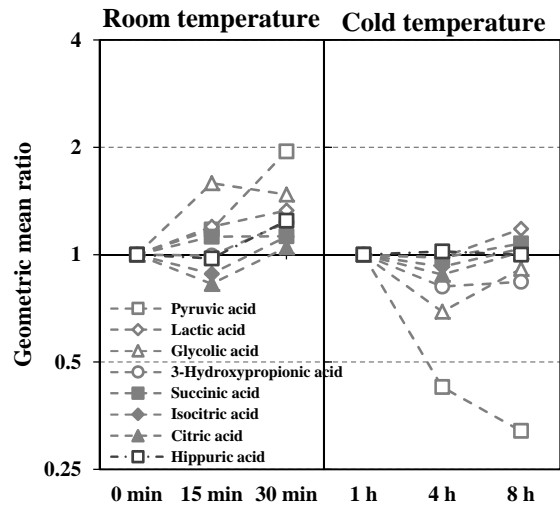 Room temperature
Cold temperature
Geometric mean ratio
4
2
1
0.5
0.25
Pyruvic acid
Lactic acid
Glycolic acid
3-Hydroxypropionic acid
Succinic acid
Isocitric acid
Citric acid
Hippuric acid
0 min 15 min 30 min 1 h 4 h 8 h